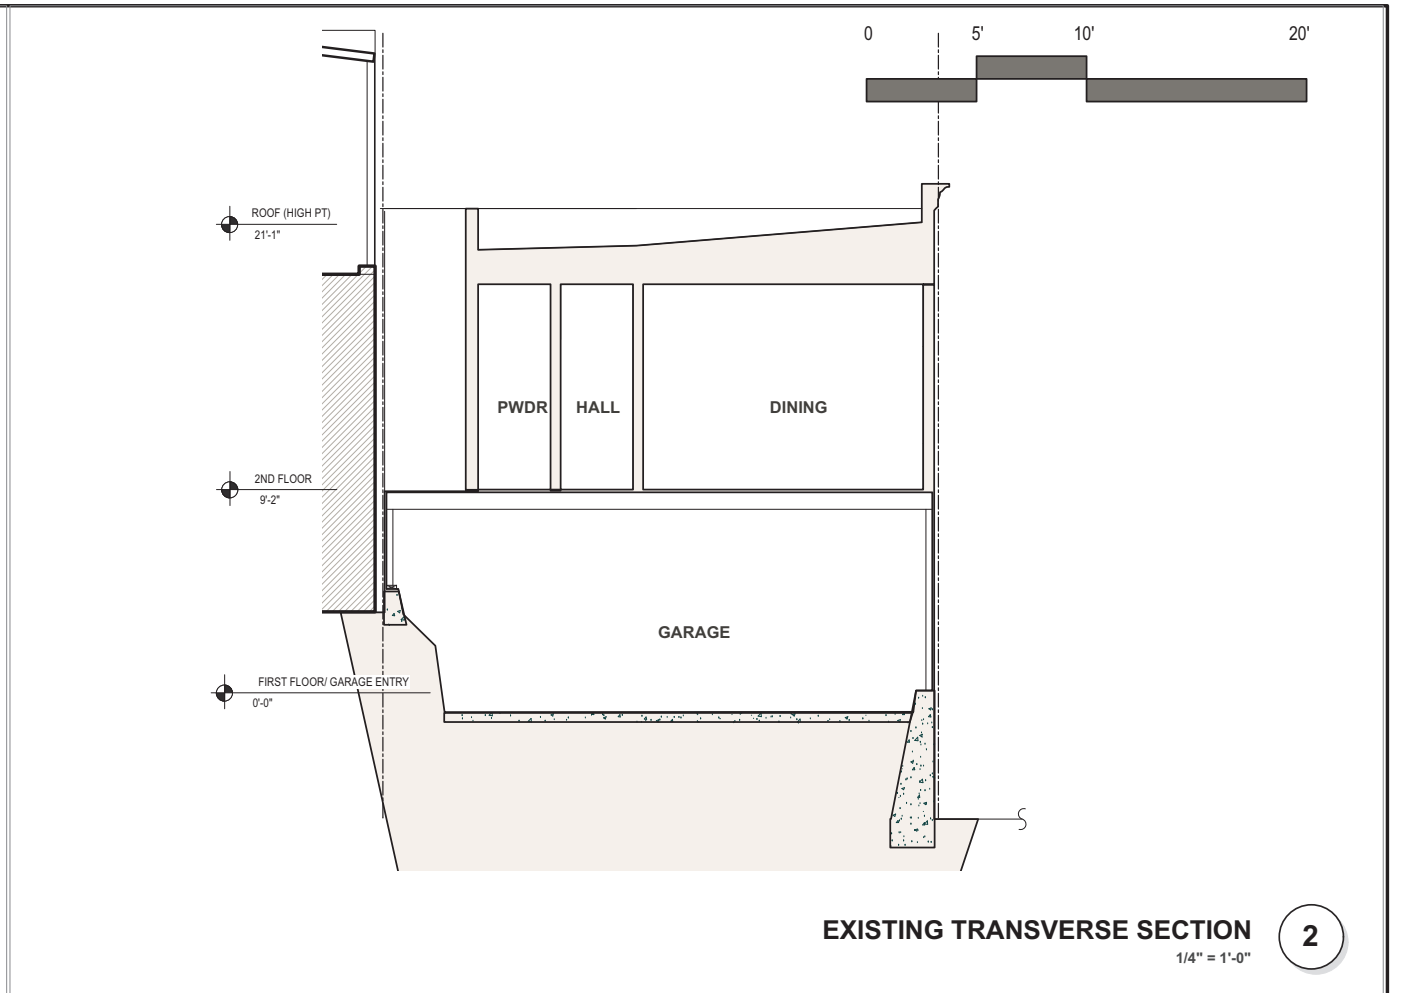 0 5' 10' 20'
ROOF (HIGH PT)
21'-1"
PWDR HALL DINING
2ND FLOOR
9'-2"
GARAGE
FIRST FLOOR/ GARAGE ENTRY
0'-0"
EXISTING TRANSVERSE SECTION
1/4" = 1'-0"
2